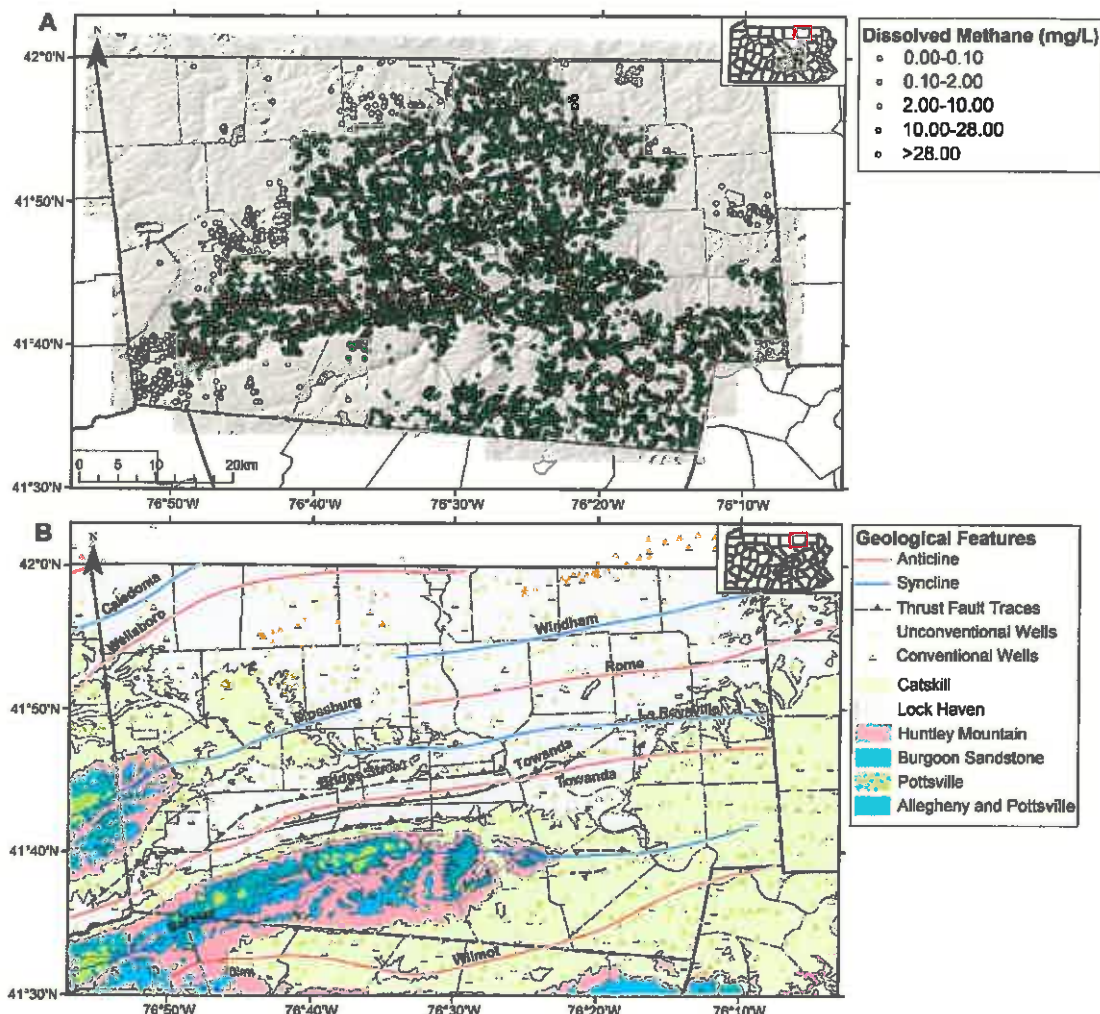 A
N
42°0'N
41°50'N
41°40'N
41°30'N
0 5 10 20km
76°50'W 76°40'W 76°30'W 76°20'W 76°10'W
Dissolved Methane (mg/L)
0.00-0.10
0.10-2.00
2.00-10.00
10.00-28.00
>28.00
B
N
42°0'N
41°50'N
41°40'N
41°30'N
Wellsboro
Windham
Rome
Towanda
Towanda
Wilmot
76°50'W 76°40'W 76°30'W 76°20'W 76°10'W
Geological Features
Anticline
Syncline
Thrust Fault Traces
Unconventional Wells
Conventional Wells
Catskill
Lock Haven
Huntley Mountain
Burgoon Sandstone
Pottsville
Allegheny and Pottsville